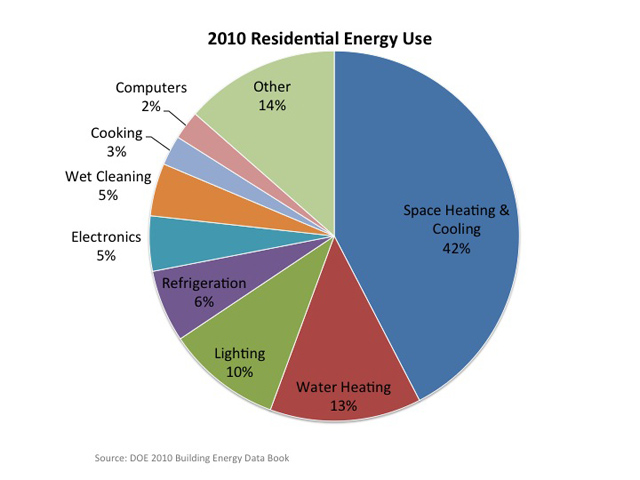 2010 Residential Energy Use
Other
14%
Computers
2%
Cooking
3%
Wet Cleaning
5%
Electronics
5%
Refrigeration
6%
Lighting
10%
Water Heating
13%
Space Heating &
Cooling
42%
Source: DOE 2010 Building Energy Data Book